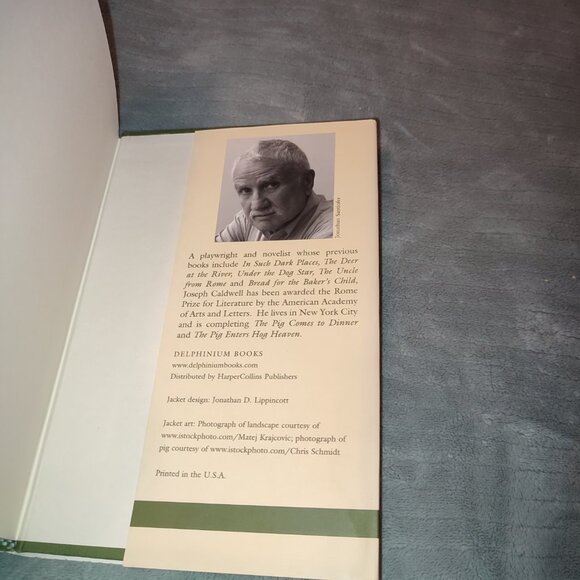 Jonathan Santlofer
A playwright and novelist whose previous
books include In Such Dark Places, The Deer
at the River, Under the Dog Star, The Uncle
from Rome and Bread for the Baker's Child,
Joseph Caldwell has been awarded the Rome
Prize for Literature by the American Academy
of Arts and Letters. He lives in New York City
and is completing The Pig Comes to Dinner
and The Pig Enters Hog Heaven.
DELPHINIUM BOOKS
www.delphiniumbooks.com
Distributed by HarperCollins Publishers
Jacket design: Jonathan D. Lippincott
Jacket art: Photograph of landscape courtesy of
www.istockphoto.com/Matej Krajcovic; photograph of
pig courtesy of www.istockphoto.com/Chris Schmidt
Printed in the U.S.A.